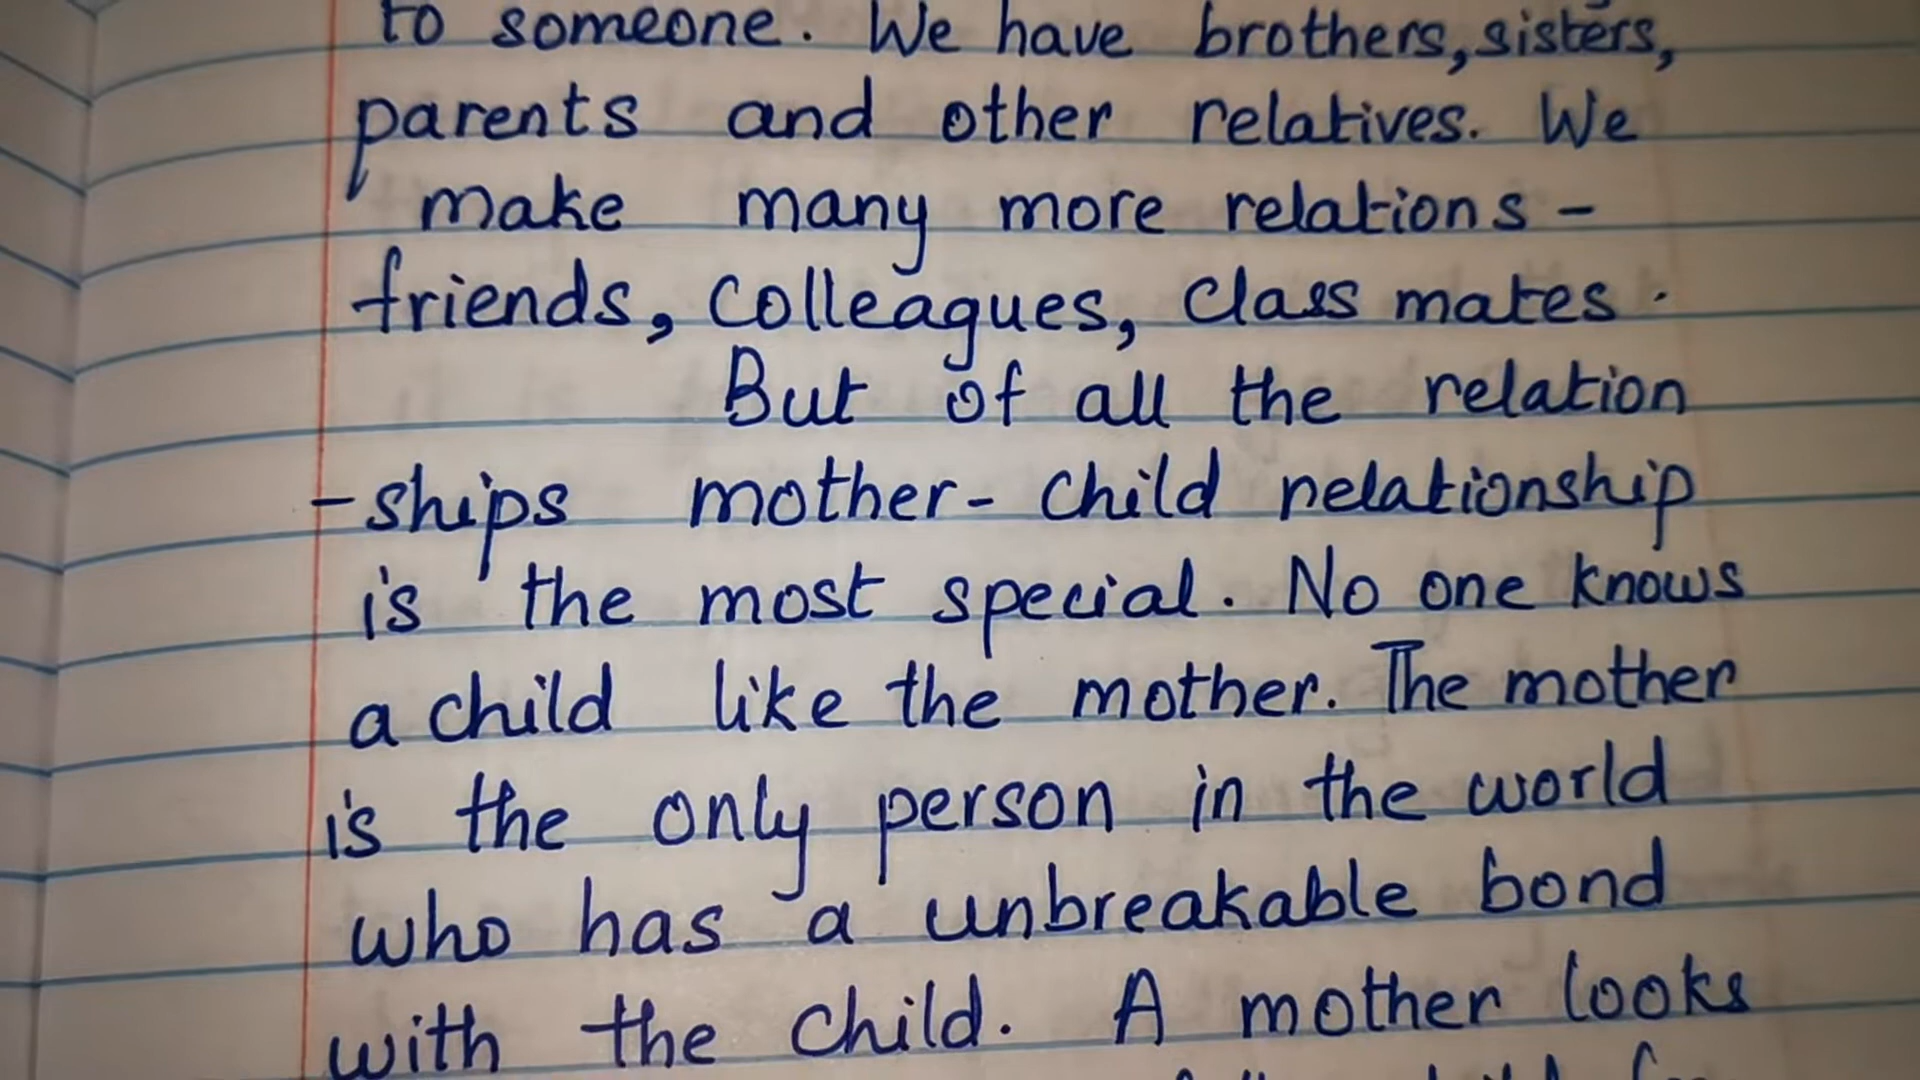 to someone. We have brothers, sisters,
parents and other relatives. We
make many more relations -
friends, colleagues, class mates.
But of all the relation
-ships mother- child relationship
is the most special. No one knows
a child like the mother. The mother
is the only person in the world
who has a unbreakable bond
with the child. A mother looks